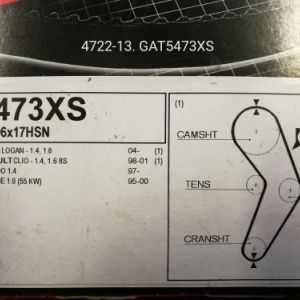 4722-13. GAT5473XS
473XS
6x17HSN
LOGAN - 1.4, 1.6 04- (1)
ULT CLIO - 1.4, 1.6 8S 98-01 (1)
O 1.4 97-
E 1.6 (55 KW) 95-00
(1)
CAMSHT
TENS
CRANSHT